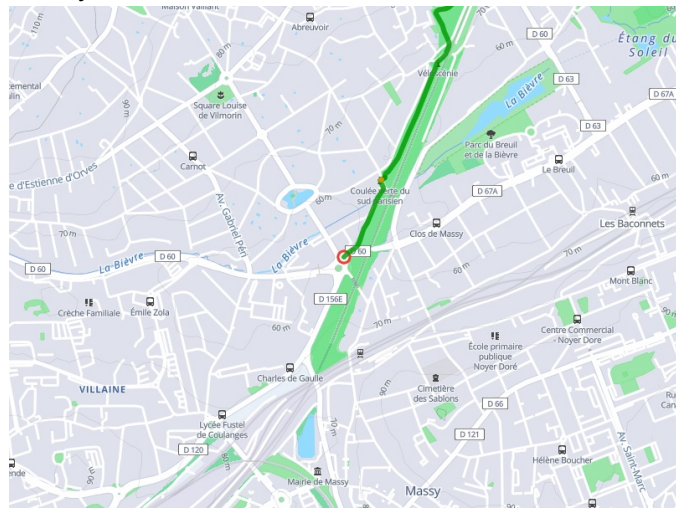 Maison Vaillant
110 m
80 m
Abreuvoir
70 m
D 60
60 m
Étang du
Soleil
Véloscénie
90 m
Square Louise
de Vilmorin
La Bièvre
D 63
D 67A
70 m
D 63
Parc du Breuil
et de la Bièvre
Carnot
Le Breuil
e d'Estienne d'Orves
Coulée verte du
sud parisien
D 67A
60 m
Av. Gabriel Péri
Clos de Massy
Les Baconnets
70 m
La Bièvre
La Bièvre
D 60
D 60
70 m
60 m
D 60
Mont Blanc
D 156E
Crèche Familiale
Émile Zola
60 m
70 m
80 m
École primaire
publique
Noyer Doré
Centre Commercial
- Noyer Doré
Charles de Gaulle
VILLAINE
Cimetière
des Sablons
D 66
Lycée Fustel
de Coulanges
D 120
70 m
D 121
Av. Saint-Marc
90 m
80 m
Hélène Boucher
Mairie de Massy
Massy